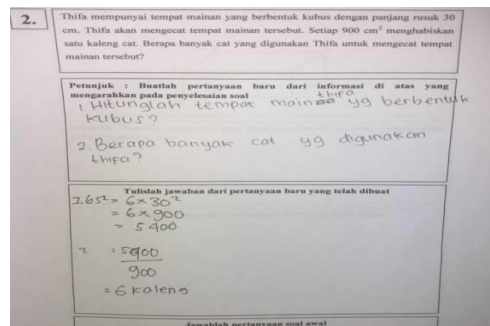 2.
Thifa mempunyai tempat mainan yang berbentuk kubus dengan panjang rusuk 30
cm. Thifa akan mengecat tempat mainan tersebut. Setiap 900 cm² menghabiskan
satu kaleng cat. Berapa banyak cat yang digunakan Thifa untuk mengecat tempat
mainan tersebut?
Petunjuk : Buatlah pertanyaan baru dari informasi di atas yang
mengarahkan pada penyelesaian soal
thifa
1. Hitunglah tempat mainan yg berbentuk
kubus?
2. Berapa banyak cat yg digunakan
thifa?
Tulislah jawaban dari pertanyaan baru yang telah dibuat
1. 6s² = 6 x 30²
= 6 x 900
= 5400
2 = 5400
900
= 6 kaleng
Jawablah pertanyaan soal awal